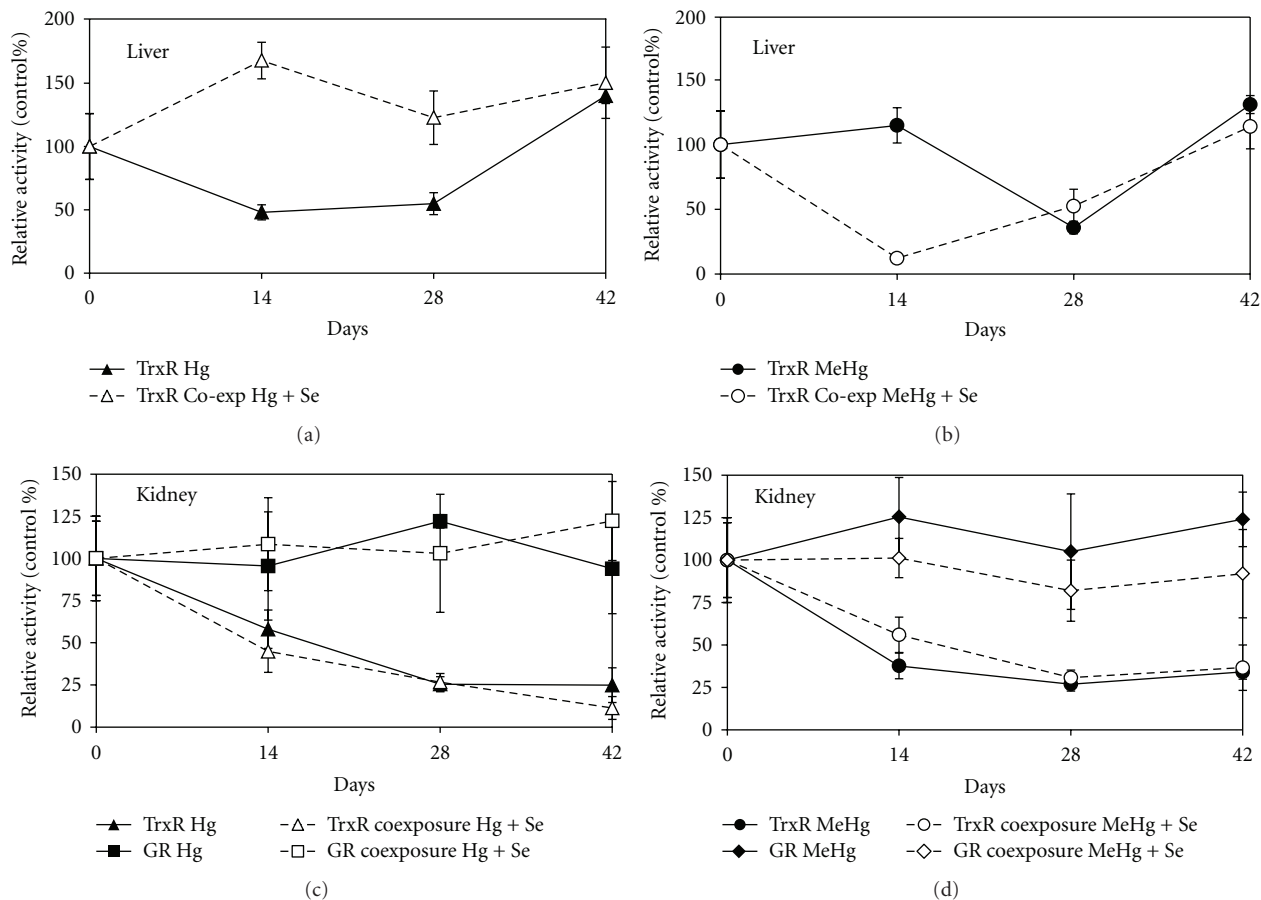 Relative activity (control%)
200
150
100
50
0
Liver
0 14 28 42
Days
TrxR Hg
TrxR Co-exp Hg + Se
(a)
Relative activity (control%)
200
150
100
50
0
Liver
0 14 28 42
Days
TrxR MeHg
TrxR Co-exp MeHg + Se
(b)
Relative activity (control %)
150
125
100
75
50
25
0
Kidney
0 14 28 42
Days
TrxR Hg
TrxR coexposure Hg + Se
GR Hg
GR coexposure Hg + Se
(c)
Relative activity (control %)
150
125
100
75
50
25
0
Kidney
0 14 28 42
Days
TrxR MeHg
TrxR coexposure MeHg + Se
GR MeHg
GR coexposure MeHg + Se
(d)